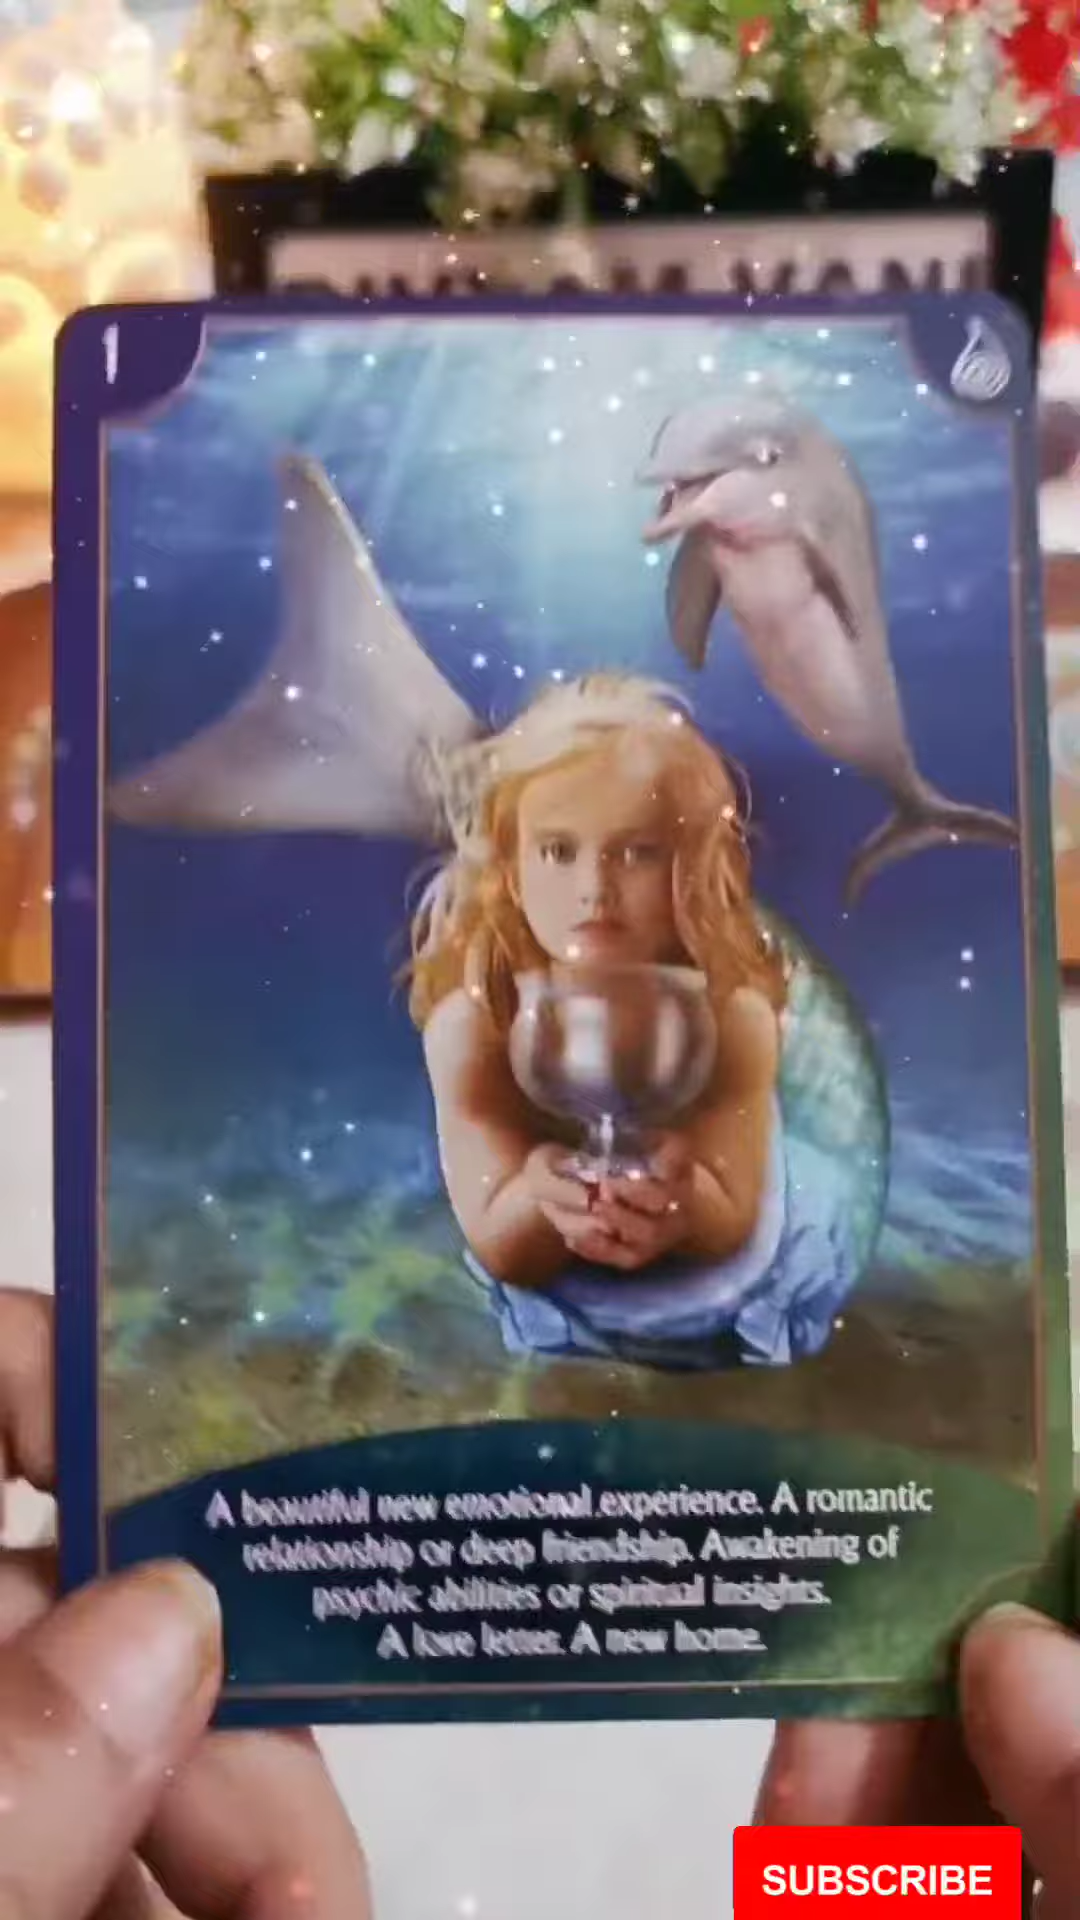 1
A beautiful new emotional experience. A romantic
relationship or deep friendship. Awakening of
psychic abilities or spiritual insights.
A love letter. A new home.
SUBSCRIBE